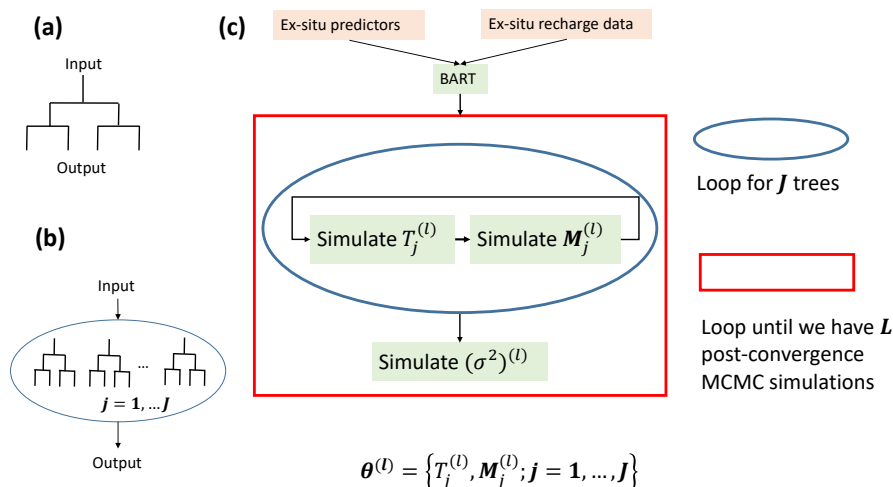 (a)
Input
Output
(b)
Input
...
j = 1, … J
Output
(c)
Ex-situ predictors
Ex-situ recharge data
BART
Simulate T_j^{(l)}
Simulate M_j^{(l)}
Simulate (σ²)^{(l)}
θ^{(l)} = {T_j^{(l)}, M_j^{(l)}; j = 1, … , J}
Loop for J trees
Loop until we have L
post-convergence
MCMC simulations